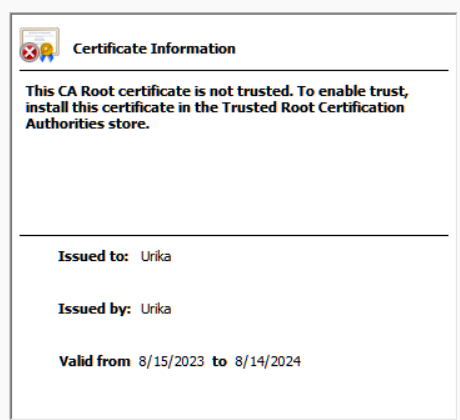 Certificate Information
This CA Root certificate is not trusted. To enable trust,
install this certificate in the Trusted Root Certification
Authorities store.
Issued to: Urika
Issued by: Urika
Valid from 8/15/2023 to 8/14/2024